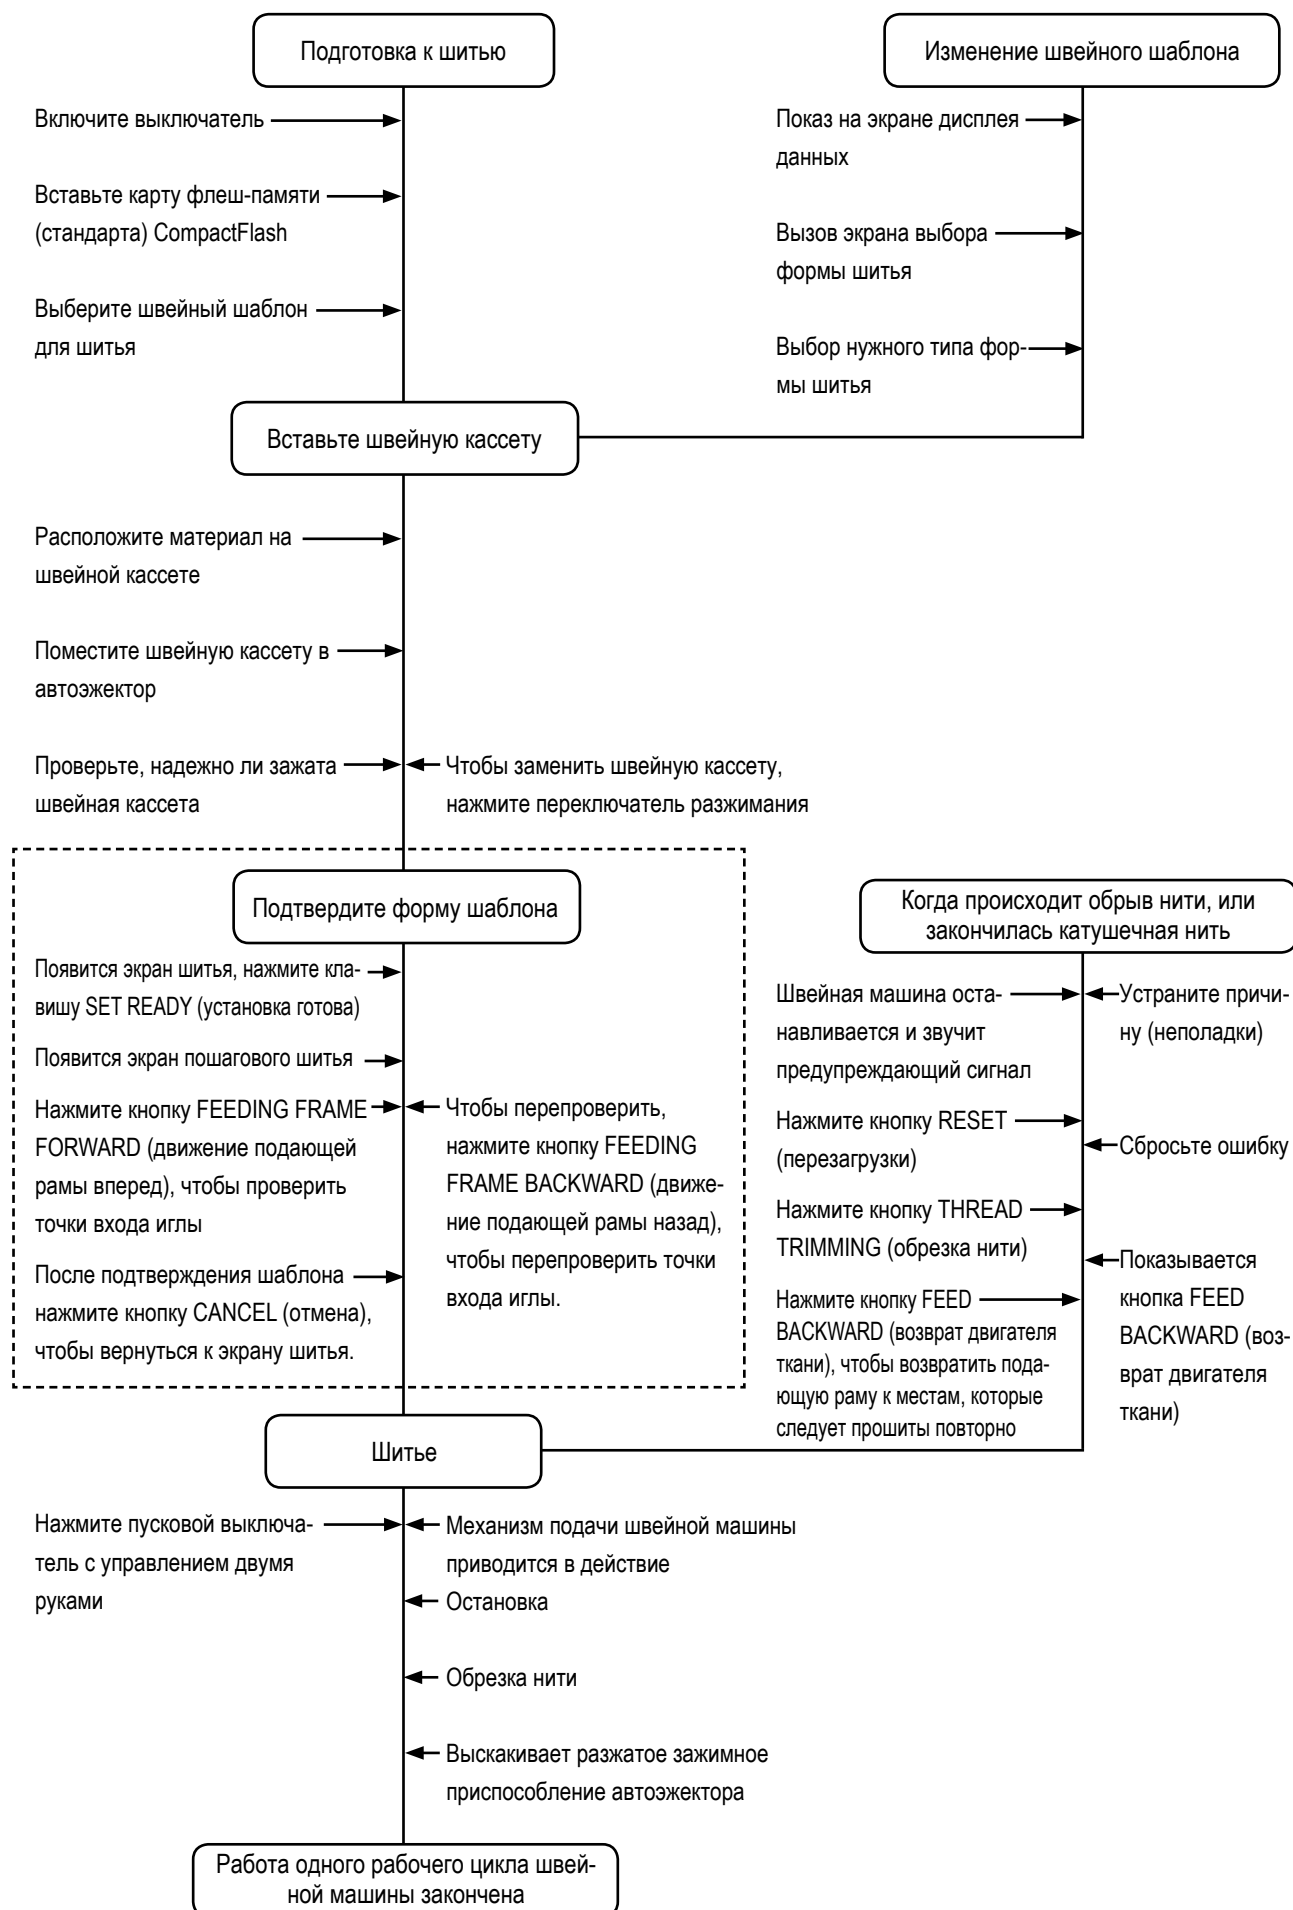 Подготовка к шитью
Изменение швейного шаблона
Включите выключатель
Показ на экране дисплея
данных
Вставьте карту флеш-памяти
(стандарта) CompactFlash
Вызов экрана выбора
формы шитья
Выберите швейный шаблон
для шитья
Выбор нужного типа фор-
мы шитья
Вставьте швейную кассету
Расположите материал на
швейной кассете
Поместите швейную кассету в
автоэжектор
Проверьте, надежно ли зажата
швейная кассета
Чтобы заменить швейную кассету,
нажмите переключатель разжимания
Подтвердите форму шаблона
Появится экран шитья, нажмите кла-
вишу SET READY (установка готова)
Появится экран пошагового шитья
Нажмите кнопку FEEDING FRAME
FORWARD (движение подающей
рамы вперед), чтобы проверить
точки входа иглы
Чтобы перепроверить,
нажмите кнопку FEEDING
FRAME BACKWARD (движе-
ние подающей рамы назад),
чтобы перепроверить точки
входа иглы.
После подтверждения шаблона
нажмите кнопку CANCEL (отмена),
чтобы вернуться к экрану шитья.
Когда происходит обрыв нити, или
закончилась катушечная нить
Швейная машина оста-
навливается и звучит
предупреждающий сигнал
Устраните причи-
ну (неполадки)
Нажмите кнопку RESET
(перезагрузки)
Сбросьте ошибку
Нажмите кнопку THREAD
TRIMMING (обрезка нити)
Показывается
кнопка FEED
BACKWARD (воз-
врат двигателя
ткани)
Нажмите кнопку FEED
BACKWARD (возврат двигателя
ткани), чтобы возвратить пода-
ющую раму к местам, которые
следует прошиты повторно
Шитье
Нажмите пусковой выключа-
тель с управлением двумя
руками
Механизм подачи швейной машины
приводится в действие
Остановка
Обрезка нити
Выскакивает разжатое зажимное
приспособление автоэжектора
Работа одного рабочего цикла швей-
ной машины закончена